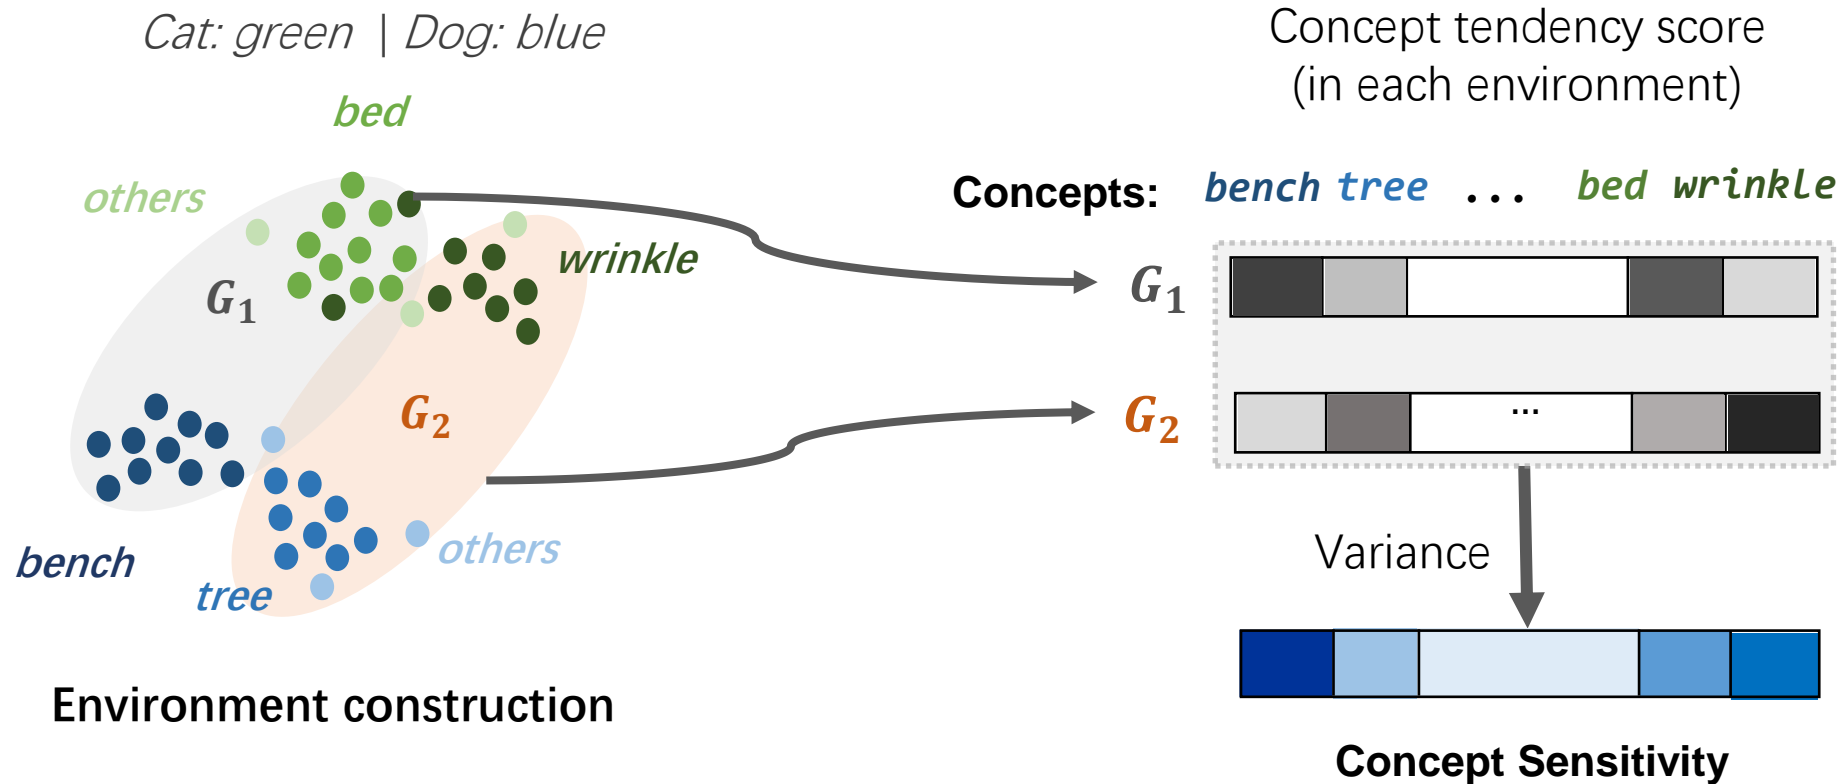 Cat: green | Dog: blue
Concept tendency score
(in each environment)
bed
others
Concepts: bench tree ... bed wrinkle
wrinkle
G1
G1
G2
G2
...
bench
others
tree
Variance
Environment construction
Concept Sensitivity